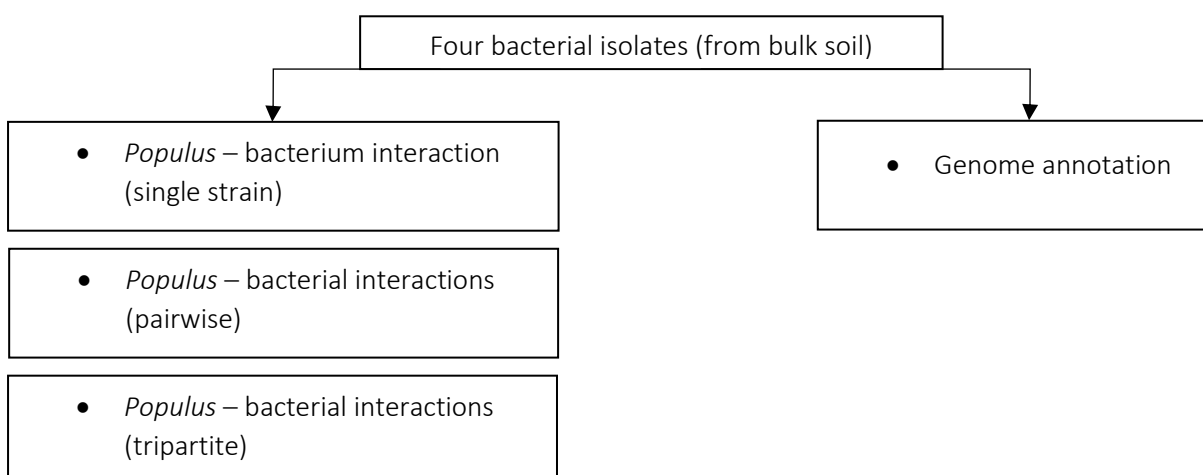 Four bacterial isolates (from bulk soil)
• Populus – bacterium interaction
(single strain)
• Genome annotation
• Populus – bacterial interactions
(pairwise)
• Populus – bacterial interactions
(tripartite)